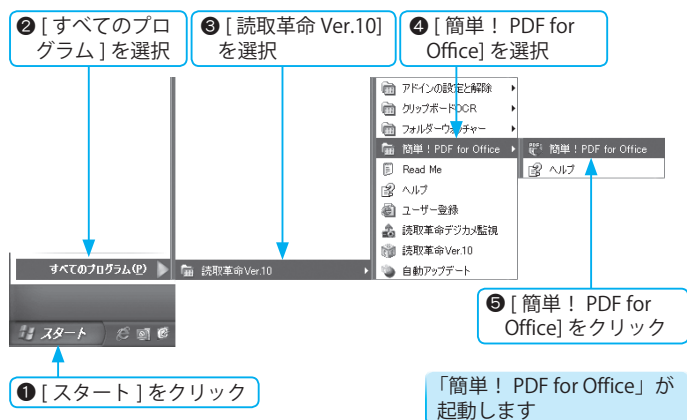 ❷ [ すべてのプロ
グラム ] を選択
❸ [ 読取革命 Ver.10]
を選択
❹ [ 簡単！ PDF for
Office] を選択
アドインの設定と解除
クリップボードOCR
フォルダーウォッチャー
簡単！PDF for Office
簡単！PDF for Office
Read Me
ヘルプ
ヘルプ
ユーザー登録
読取革命デジカメ監視
読取革命Ver.10
すべてのプログラム(P)
読取革命Ver.10
自動アップデート
❺ [ 簡単！ PDF for
Office] をクリック
スタート
❶ [ スタート ] をクリック
「簡単！ PDF for Office」が
起動します